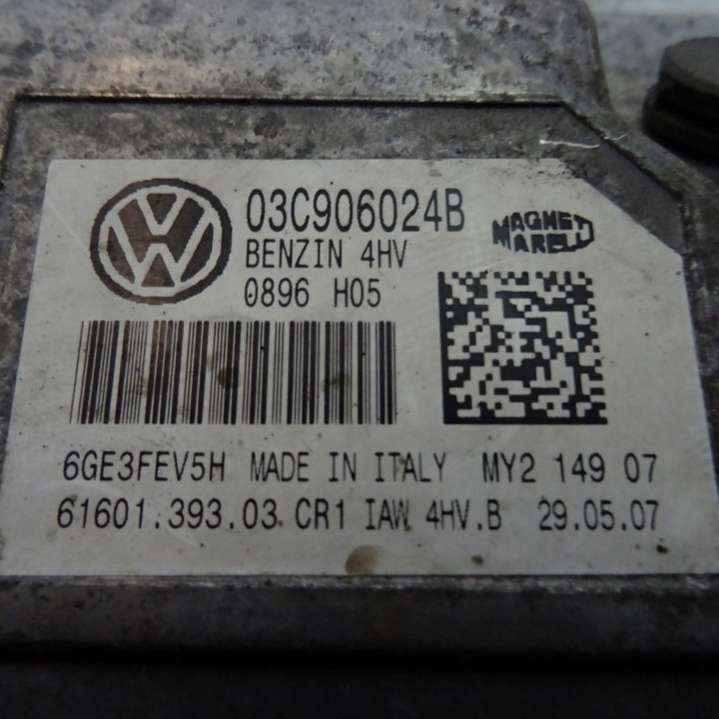 03C906024B
MAGNETI
MARELLI
BENZIN 4HV
0896 H05
6GE3FEV5H MADE IN ITALY MY2 149 07
61601.393.03 CR1 IAW 4HV.B 29.05.07